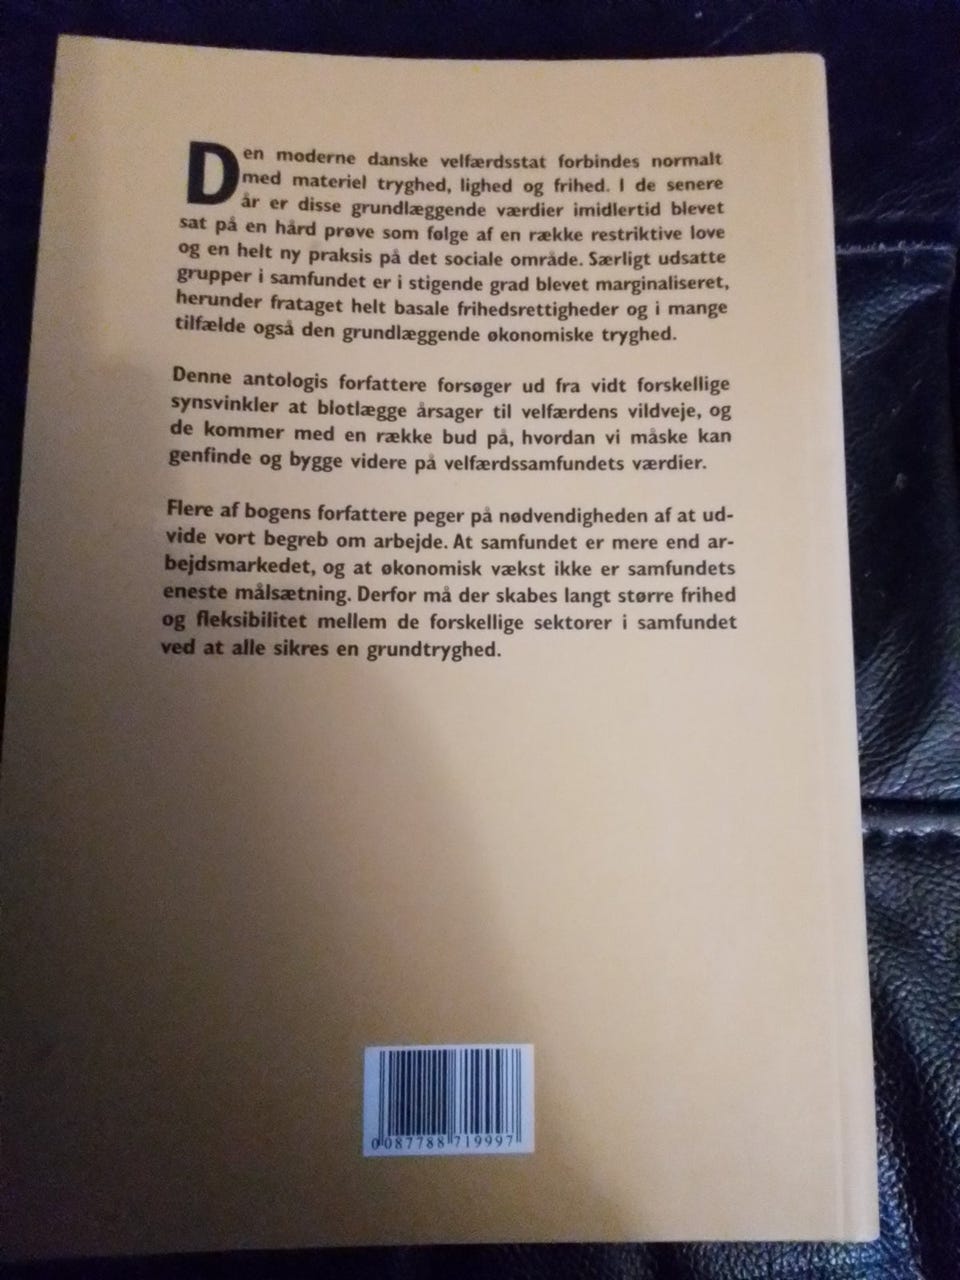 Den moderne danske velfærdsstat forbindes normalt
med materiel tryghed, lighed og frihed. I de senere
år er disse grundlæggende værdier imidlertid blevet
sat på en hård prøve som følge af en række restriktive love
og en helt ny praksis på det sociale område. Særligt udsatte
grupper i samfundet er i stigende grad blevet marginaliseret,
herunder frataget helt basale frihedsrettigheder og i mange
tilfælde også den grundlæggende økonomiske tryghed.
Denne antologis forfattere forsøger ud fra vidt forskellige
synsvinkler at blotlægge årsager til velfærdens vildveje, og
de kommer med en række bud på, hvordan vi måske kan
genfinde og bygge videre på velfærdssamfundets værdier.
Flere af bogens forfattere peger på nødvendigheden af at ud-
vide vort begreb om arbejde. At samfundet er mere end ar-
bejdsmarkedet, og at økonomisk vækst ikke er samfundets
eneste målsætning. Derfor må der skabes langt større frihed
og fleksibilitet mellem de forskellige sektorer i samfundet
ved at alle sikres en grundtryghed.
0 087788 719997